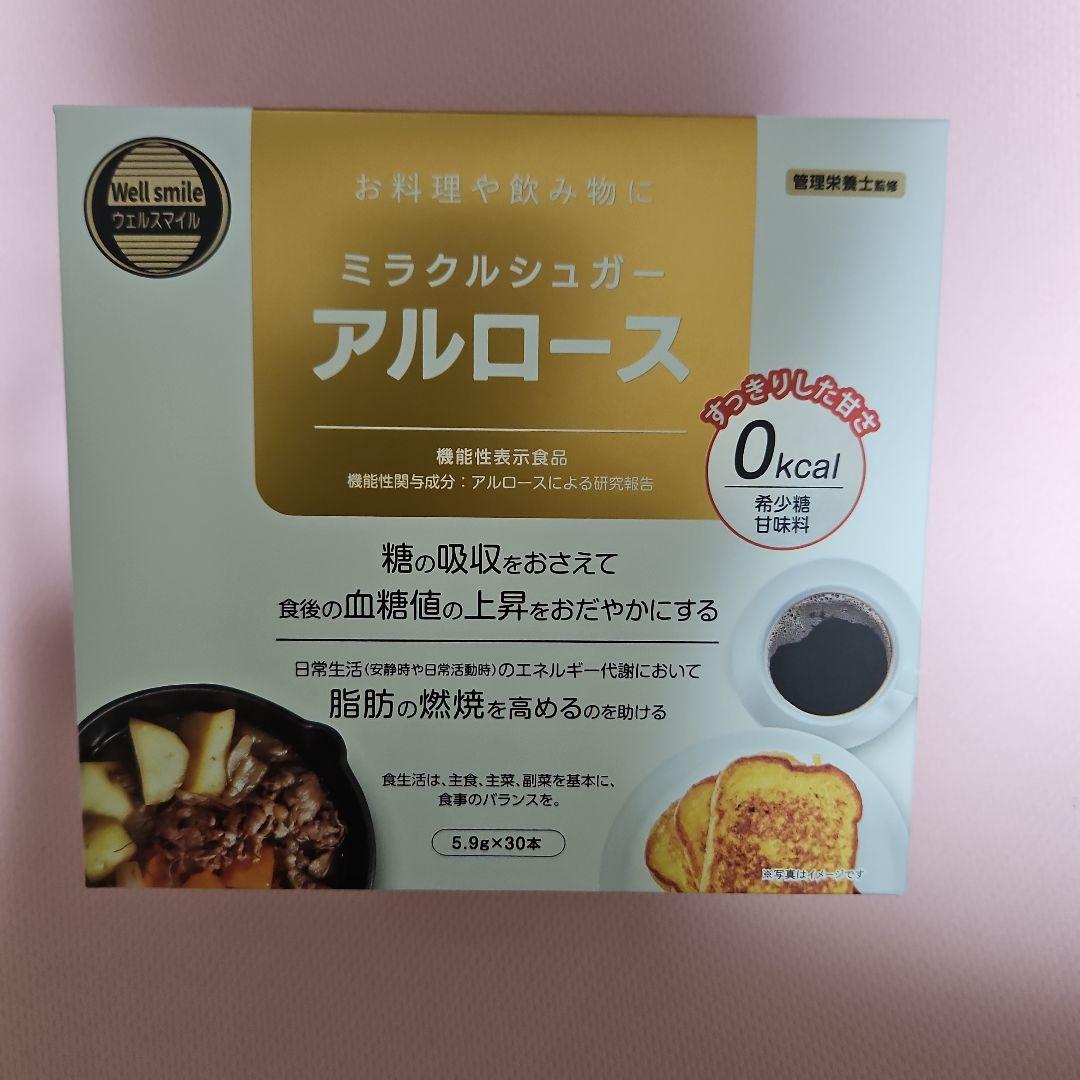 Well smile
ウェルスマイル
お料理や飲み物に
管理栄養士監修
ミラクルシュガー
アルロース
機能性表示食品
機能性関与成分：アルロースによる研究報告
すっきりした甘さ
0kcal
希少糖
甘味料
糖の吸収をおさえて
食後の血糖値の上昇をおだやかにする
日常生活(安静時や日常活動時)のエネルギー代謝において
脂肪の燃焼を高めるのを助ける
食生活は、主食、主菜、副菜を基本に、
食事のバランスを。
5.9g×30本
※写真はイメージです